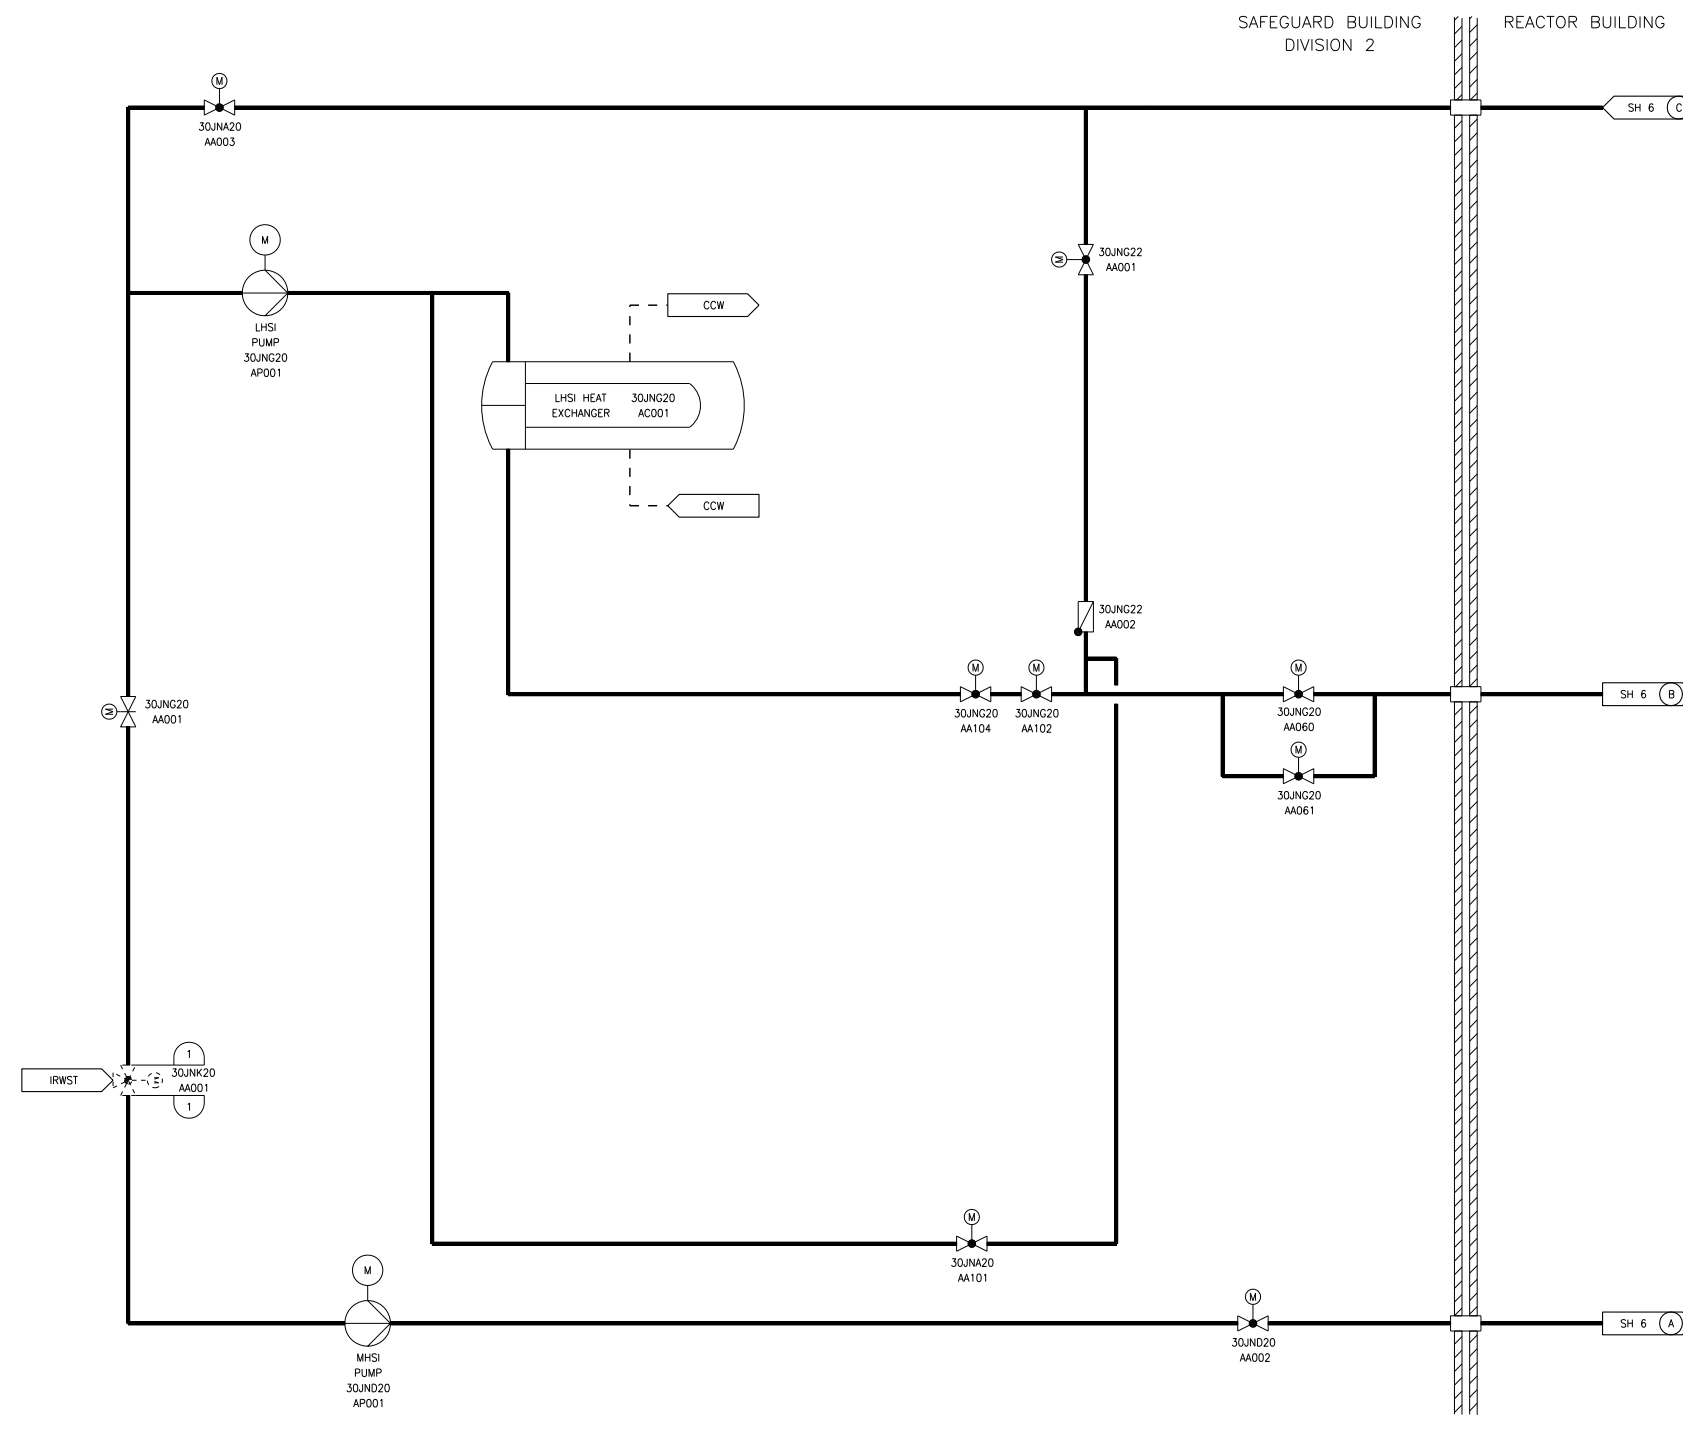 SAFEGUARD BUILDING
DIVISION 2
REACTOR BUILDING
M
30JNA20
AA003
SH 6 C
M
LHSI
PUMP
30JNG20
AP001
M
30JNG22
AA001
CCW
LHSI HEAT
EXCHANGER
30JNG20
AC001
CCW
30JNG22
AA002
M
30JNG20
AA104
M
30JNG20
AA102
M
30JNG20
AA060
SH 6 B
M
30JNG20
AA001
M
30JNG20
AA061
IRWST
1
M
30JNK20
AA001
1
M
30JNA20
AA101
M
MHSI
PUMP
30JND20
AP001
M
30JND20
AA002
SH 6 A